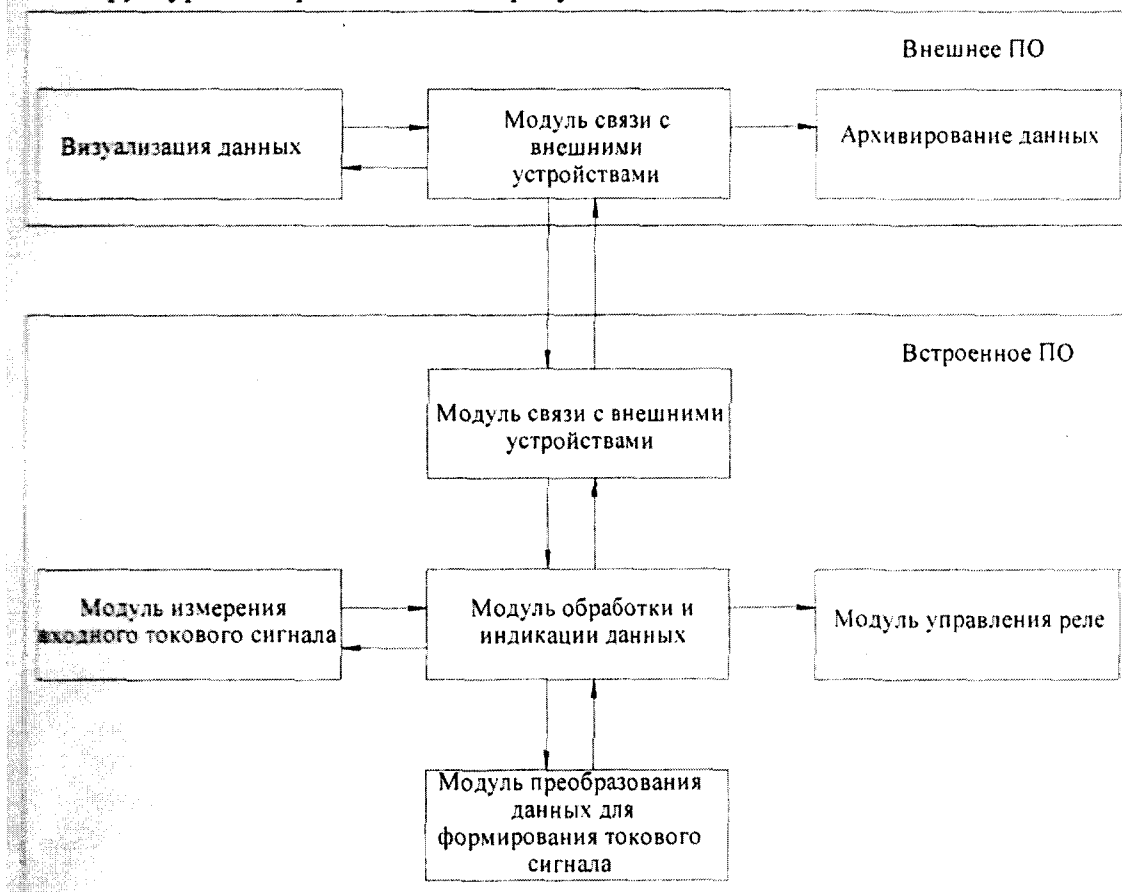 Внешнее ПО
Визуализация данных
Модуль связи с
внешними
устройствами
Архивирование данных
Встроенное ПО
Модуль связи с внешними
устройствами
Модуль измерения
входного токового сигнала
Модуль обработки и
индикации данных
Модуль управления реле
Модуль преобразования
данных для
формирования токового
сигнала